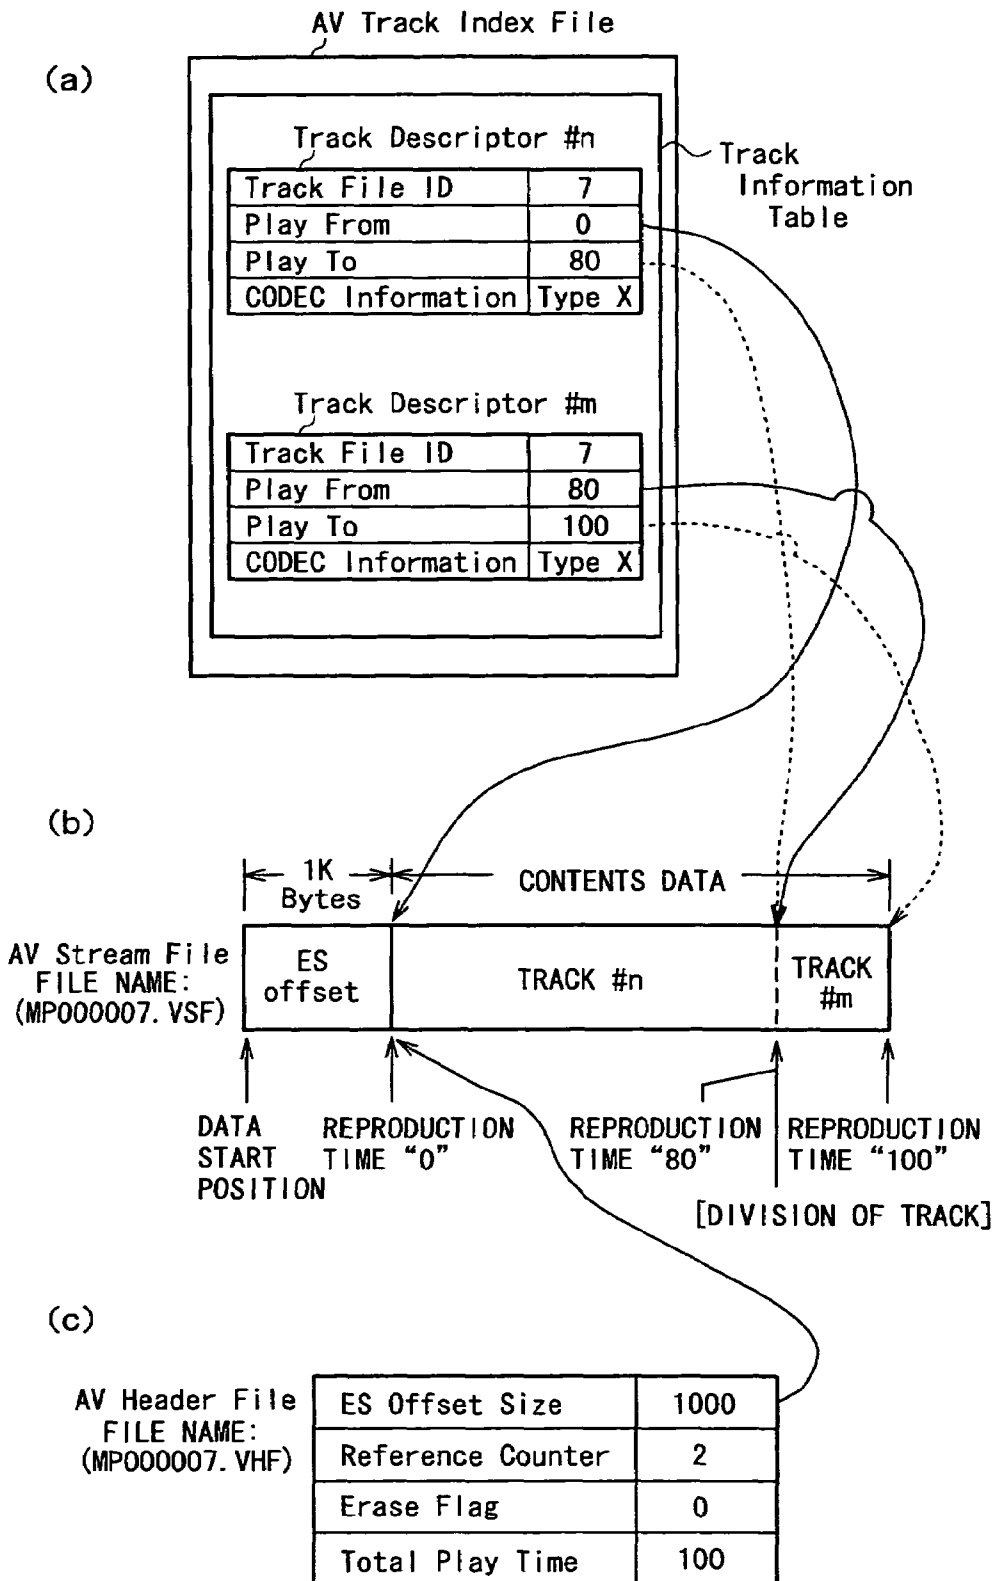 AV Track Index File
(a)
Track Descriptor #n
Track
Information
Table
Track File ID 7
Play From 0
Play To 80
CODEC Information Type X
Track Descriptor #m
Track File ID 7
Play From 80
Play To 100
CODEC Information Type X
(b)
1K
Bytes
CONTENTS DATA
AV Stream File
FILE NAME:
(MP000007.VSF)
ES
offset
TRACK #n
TRACK
#m
DATA
START
POSITION
REPRODUCTION
TIME “0”
REPRODUCTION
TIME “80”
REPRODUCTION
TIME “100”
[DIVISION OF TRACK]
(c)
AV Header File
FILE NAME:
(MP000007.VHF)
ES Offset Size 1000
Reference Counter 2
Erase Flag 0
Total Play Time 100